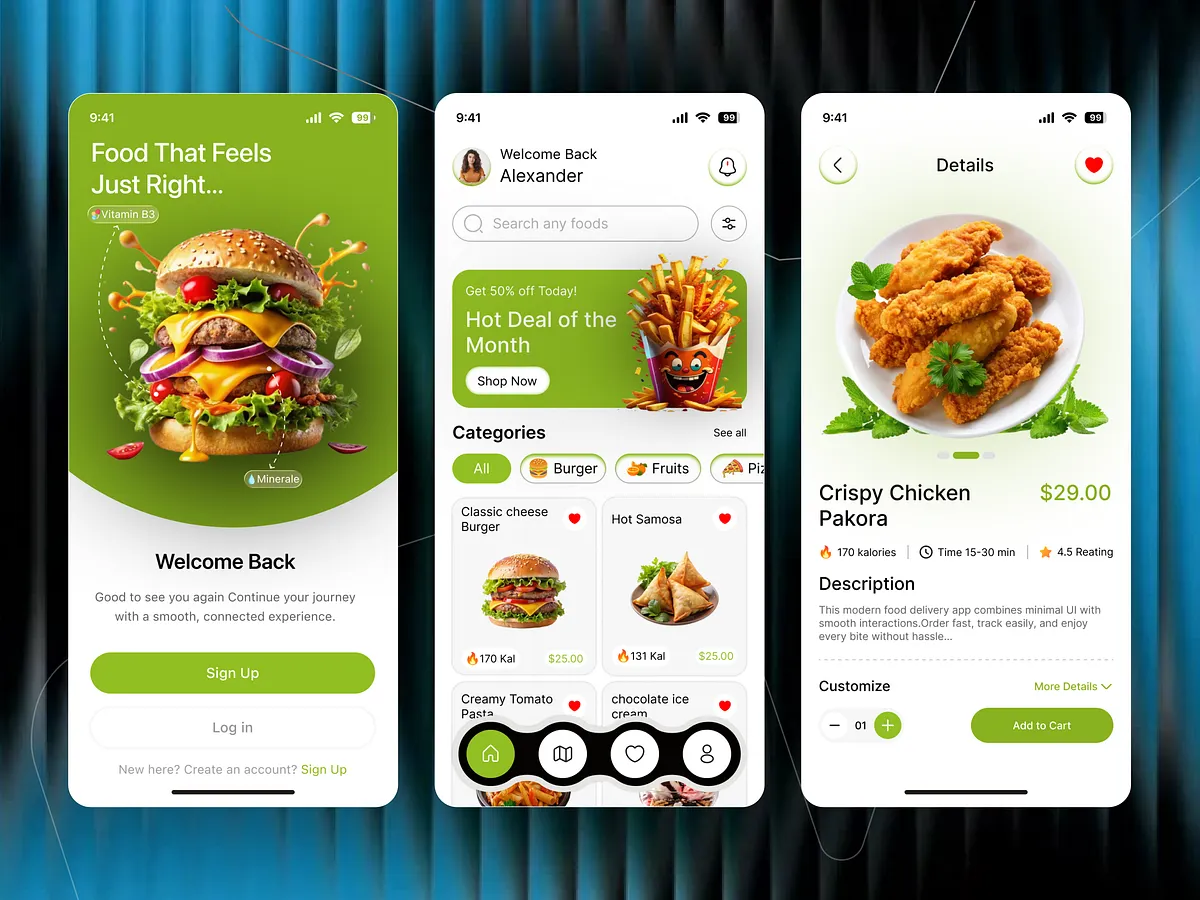 9:41
99
Food That Feels
Just Right...
Vitamin B3
Minerale
Welcome Back
Good to see you again Continue your journey
with a smooth, connected experience.
Sign Up
Log in
New here? Create an account? Sign Up
9:41
99
Welcome Back
Alexander
Search any foods
Get 50% off Today!
Hot Deal of the
Month
Shop Now
Categories
See all
All
Burger
Fruits
Piz
Classic cheese
Burger
170 Kal
$25.00
Hot Samosa
131 Kal
$25.00
Creamy Tomato
Pasta
chocolate ice
cream
9:41
99
Details
Crispy Chicken
Pakora
$29.00
170 kalories
Time 15-30 min
4.5 Reating
Description
This modern food delivery app combines minimal UI with
smooth interactions.Order fast, track easily, and enjoy
every bite without hassle...
Customize
More Details
01
Add to Cart